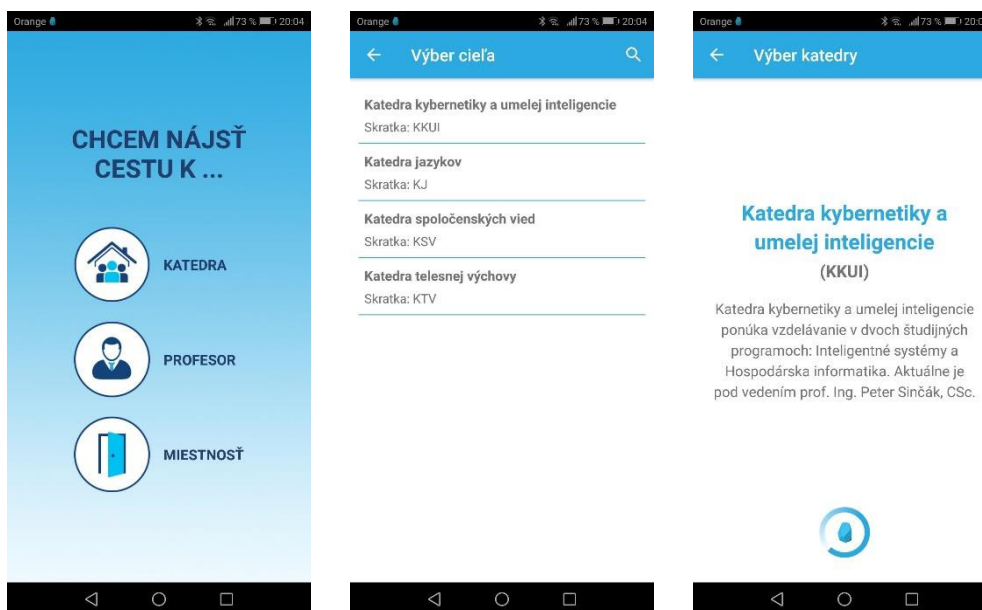 Orange 73 % 20:04
CHCEM NÁJSŤ
CESTU K ...
KATEDRA
PROFESOR
MIESTNOSŤ
Orange 73 % 20:04
Výber cieľa
Katedra kybernetiky a umelej inteligencie
Skratka: KKUI
Katedra jazykov
Skratka: KJ
Katedra spoločenských vied
Skratka: KSV
Katedra telesnej výchovy
Skratka: KTV
Orange 73 % 20:0
Výber katedry
Katedra kybernetiky a
umelej inteligencie
(KKUI)
Katedra kybernetiky a umelej inteligencie
ponúka vzdelávanie v dvoch študijných
programoch: Inteligentné systémy a
Hospodárska informatika. Aktuálne je
pod vedením prof. Ing. Peter Sinčák, CSc.